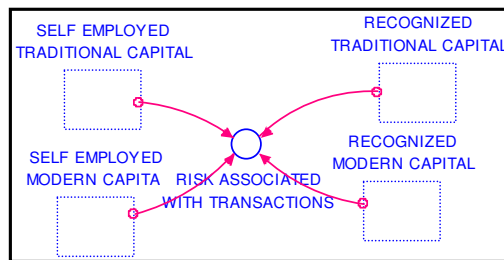 SELF EMPLOYED
TRADITIONAL CAPITAL
RECOGNIZED
TRADITIONAL CAPITAL
SELF EMPLOYED
MODERN CAPITA
RISK ASSOCIATED
WITH TRANSACTIONS
RECOGNIZED
MODERN CAPITAL